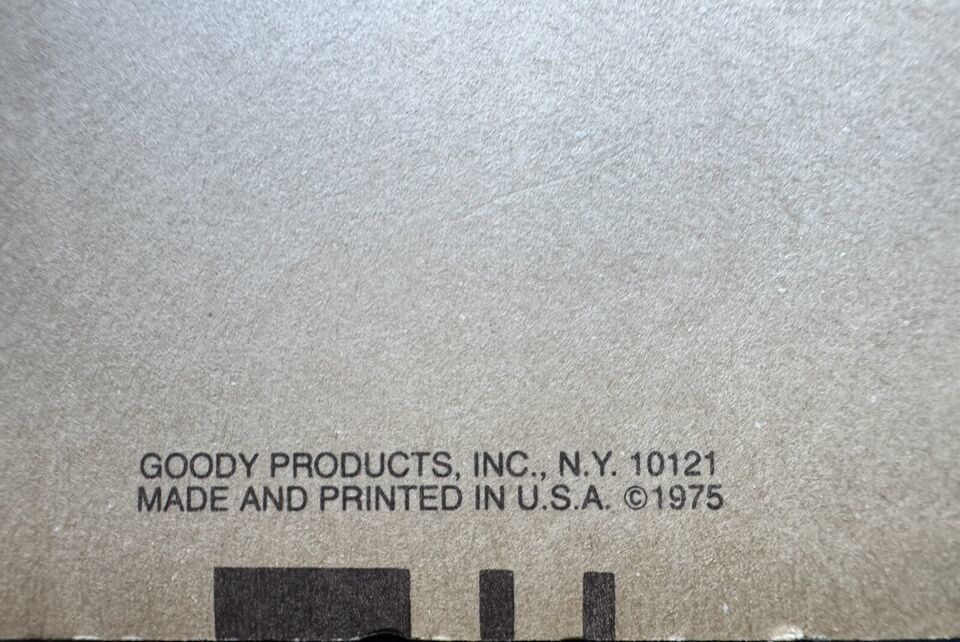 GOODY PRODUCTS, INC., N.Y. 10121
MADE AND PRINTED IN U.S.A. ©1975